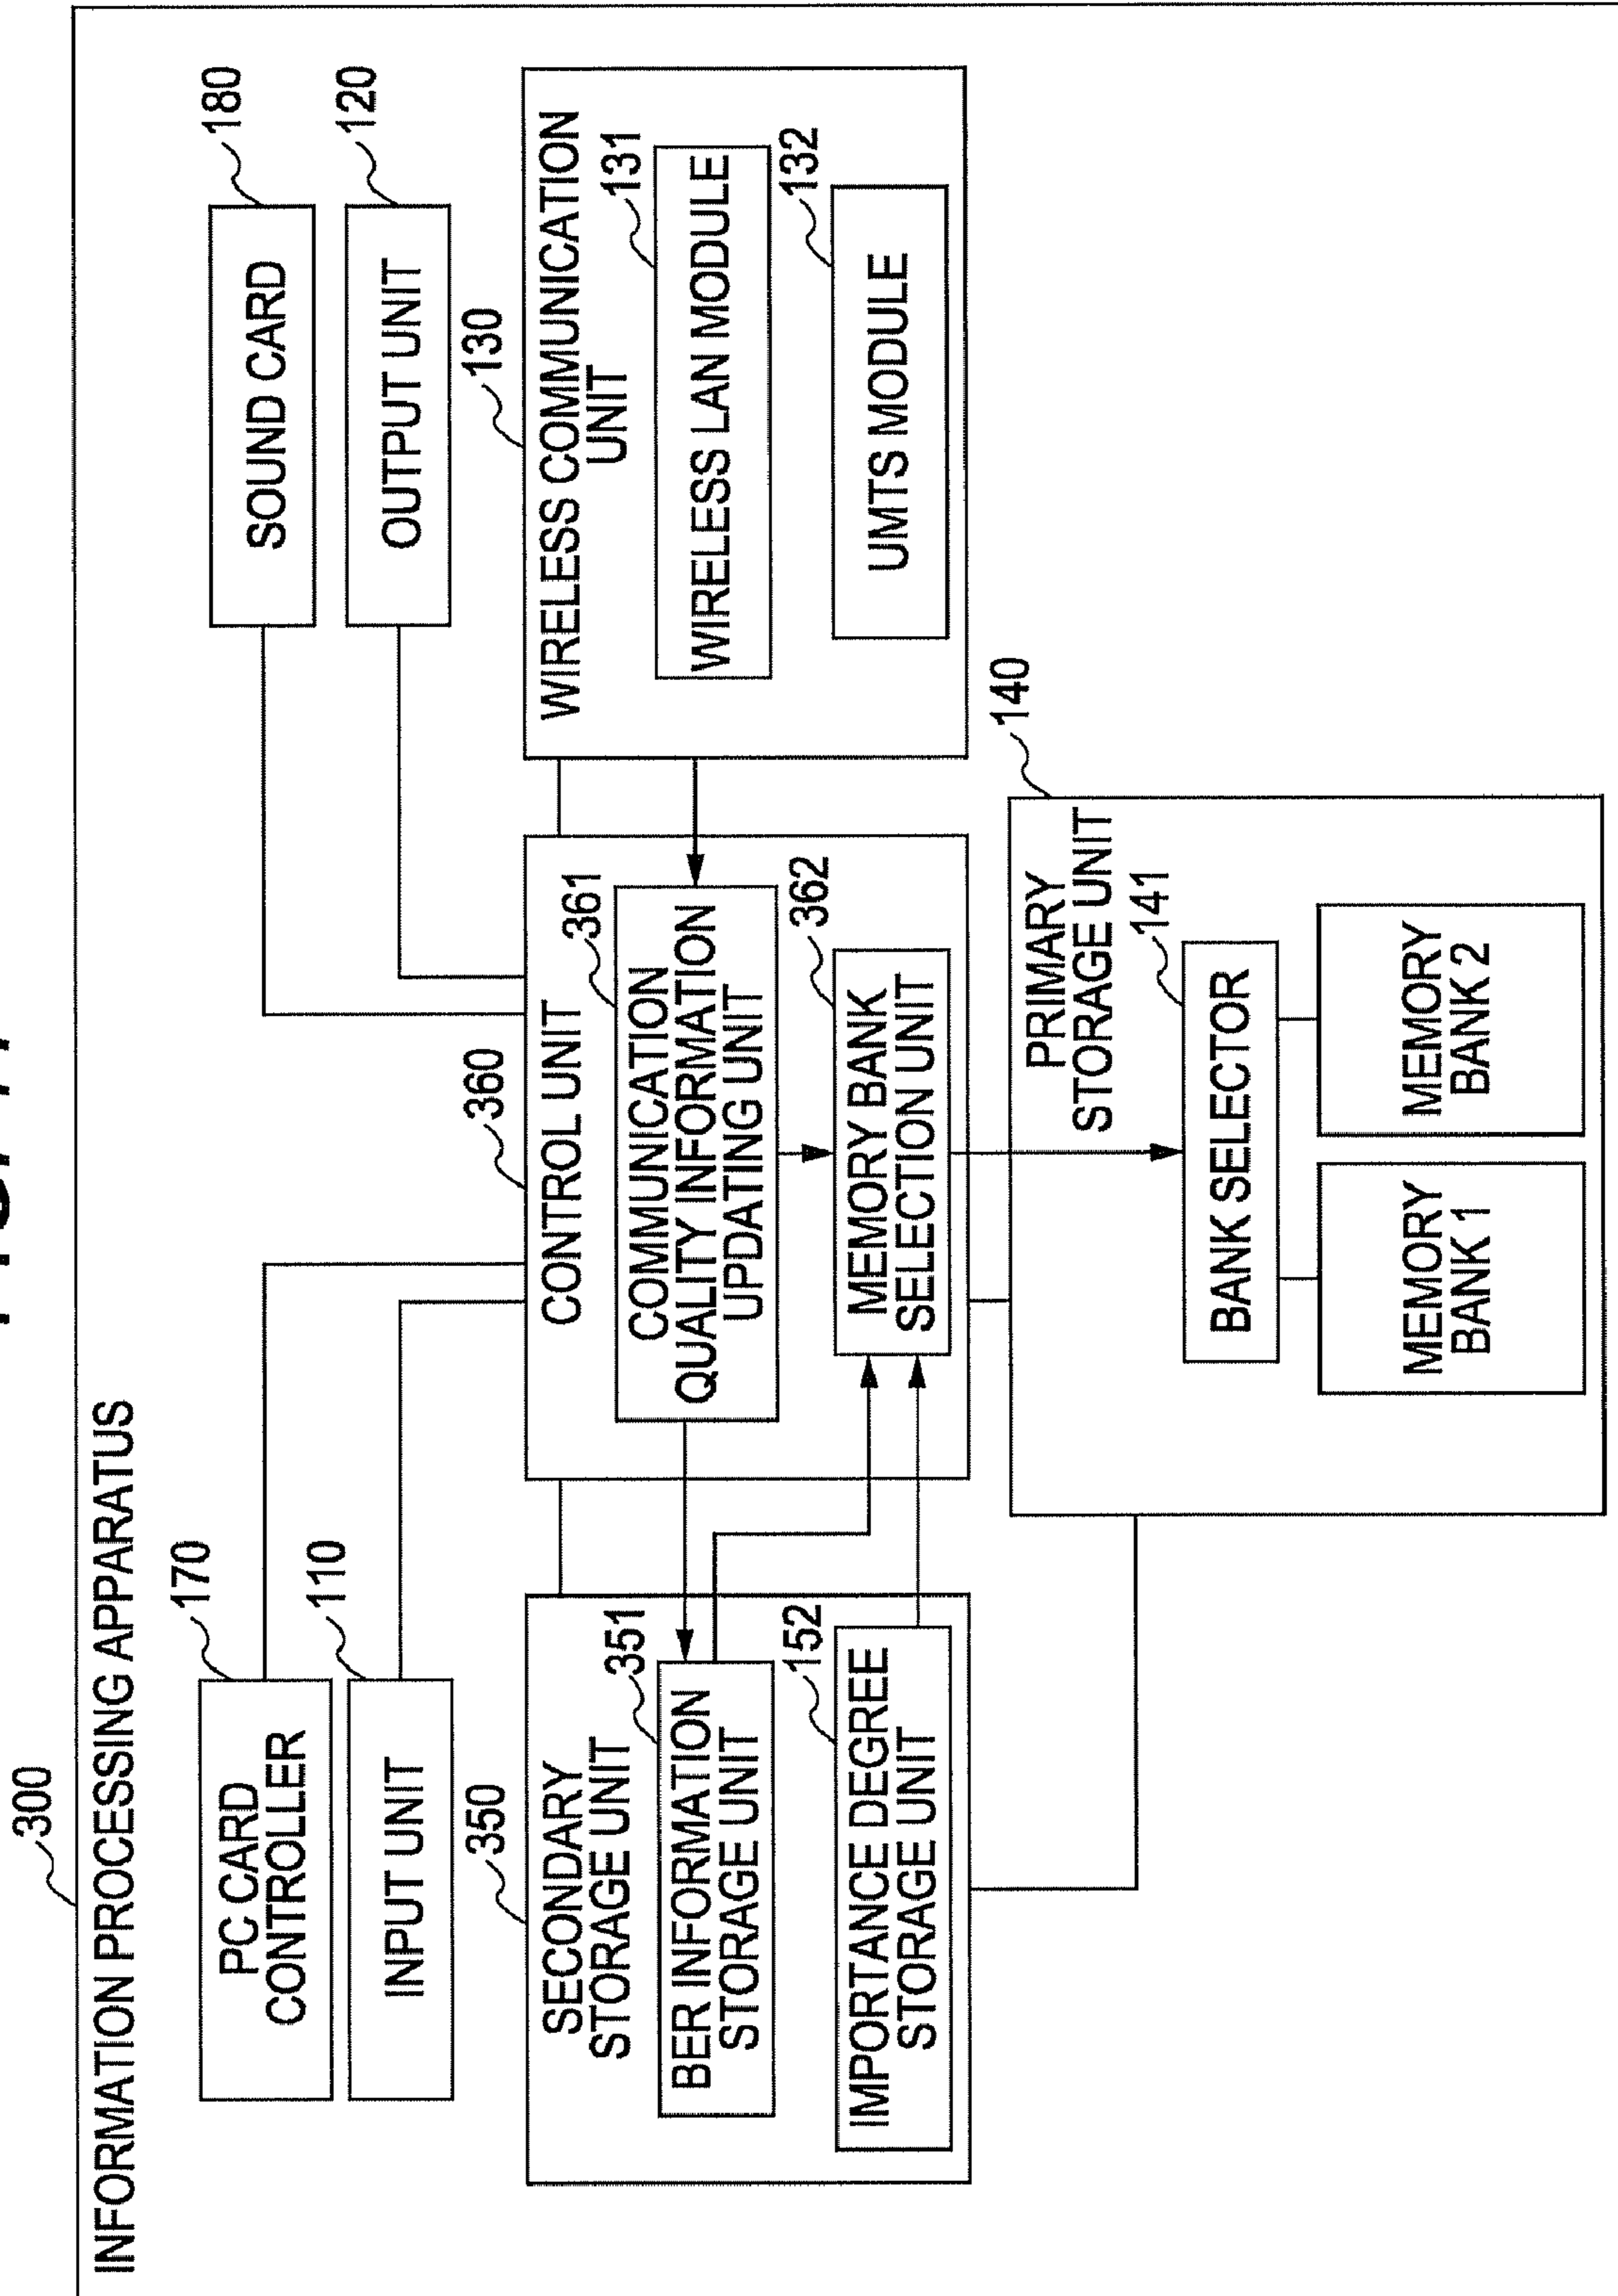 300
INFORMATION PROCESSING APPARATUS
170
PC CARD
CONTROLLER
180
SOUND CARD
110
INPUT UNIT
120
OUTPUT UNIT
350
SECONDARY
STORAGE UNIT
351
BER INFORMATION
STORAGE UNIT
152
IMPORTANCE DEGREE
STORAGE UNIT
360
CONTROL UNIT
361
COMMUNICATION
QUALITY INFORMATION
UPDATING UNIT
362
MEMORY BANK
SELECTION UNIT
130
WIRELESS COMMUNICATION
UNIT
131
WIRELESS LAN MODULE
132
UMTS MODULE
140
PRIMARY
STORAGE UNIT
141
BANK SELECTOR
MEMORY
BANK 1
MEMORY
BANK 2